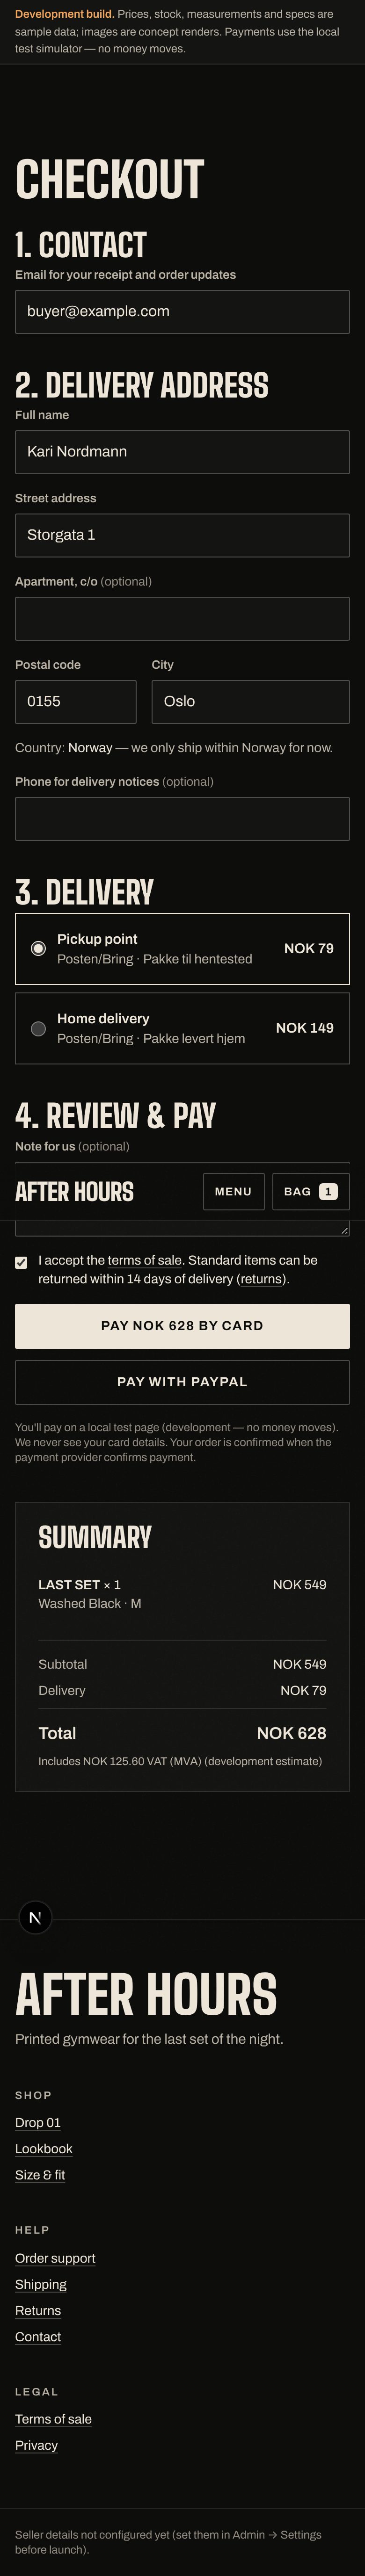 Development build. Prices, stock, measurements and specs are
sample data; images are concept renders. Payments use the local
test simulator — no money moves.
CHECKOUT
1. CONTACT
Email for your receipt and order updates
buyer@example.com
2. DELIVERY ADDRESS
Full name
Kari Nordmann
Street address
Storgata 1
Apartment, c/o (optional)
Postal code City
0155 Oslo
Country: Norway — we only ship within Norway for now.
Phone for delivery notices (optional)
3. DELIVERY
Pickup point
Posten/Bring · Pakke til hentested
NOK 79
Home delivery
Posten/Bring · Pakke levert hjem
NOK 149
4. REVIEW & PAY
Note for us (optional)
AFTER HOURS MENU BAG 1
I accept the terms of sale. Standard items can be
returned within 14 days of delivery (returns).
PAY NOK 628 BY CARD
PAY WITH PAYPAL
You'll pay on a local test page (development — no money moves).
We never see your card details. Your order is confirmed when the
payment provider confirms payment.
SUMMARY
LAST SET × 1 NOK 549
Washed Black · M
Subtotal NOK 549
Delivery NOK 79
Total NOK 628
Includes NOK 125.60 VAT (MVA) (development estimate)
N
AFTER HOURS
Printed gymwear for the last set of the night.
SHOP
Drop 01
Lookbook
Size & fit
HELP
Order support
Shipping
Returns
Contact
LEGAL
Terms of sale
Privacy
Seller details not configured yet (set them in Admin → Settings
before launch).